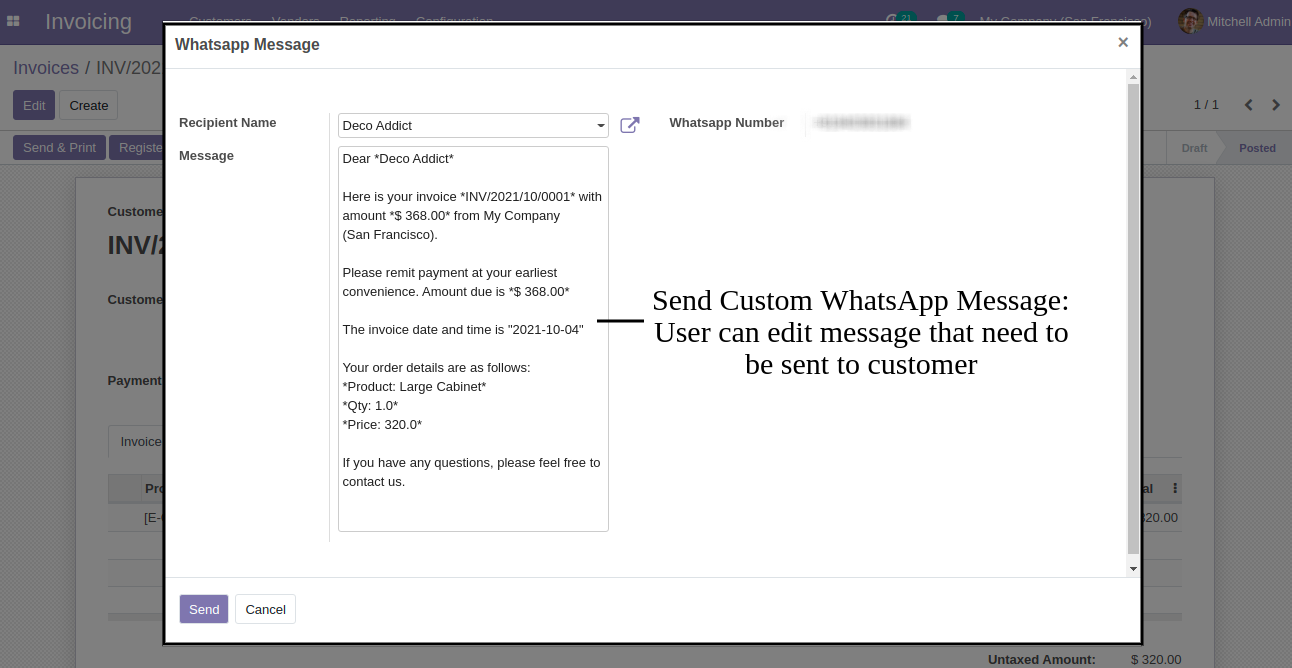 Invoicing
Customers Vendors Reporting Configuration
21 7 My Company (San Francisco) Mitchell Admin
Whatsapp Message ×
Invoices / INV/202
Edit Create
1 / 1
Send & Print Registe
Draft Posted
Recipient Name Deco Addict Whatsapp Number
Message
Dear *Deco Addict*
Here is your invoice *INV/2021/10/0001* with
amount *$ 368.00* from My Company
(San Francisco).
Please remit payment at your earliest
convenience. Amount due is *$ 368.00*
The invoice date and time is "2021-10-04"
Your order details are as follows:
*Product: Large Cabinet*
*Qty: 1.0*
*Price: 320.0*
If you have any questions, please feel free to
contact us.
Send Custom WhatsApp Message:
User can edit message that need to
be sent to customer
Custome
INV/2
Custome
Payment
Invoice
Pro al
[E- 320.00
Send Cancel
Untaxed Amount: $ 320.00